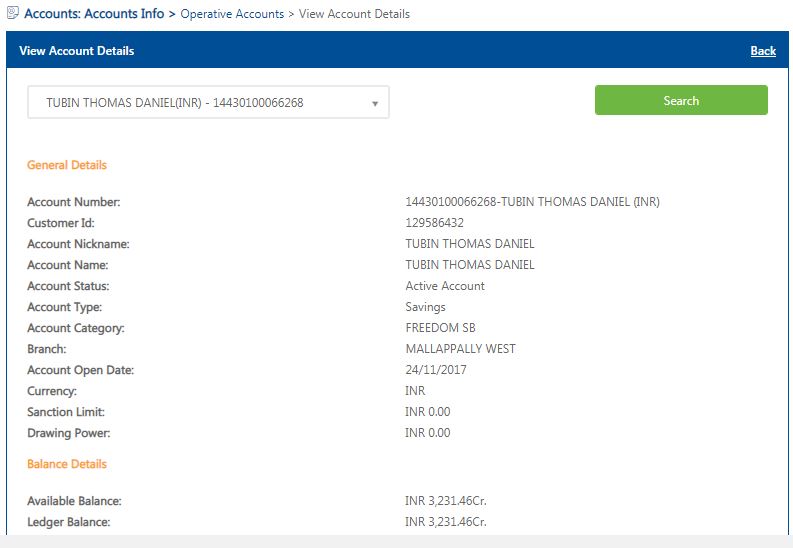 Accounts: Accounts Info > Operative Accounts > View Account Details
View Account Details Back
TUBIN THOMAS DANIEL(INR) - 14430100066268 Search
General Details
Account Number: 14430100066268-TUBIN THOMAS DANIEL (INR)
Customer Id: 129586432
Account Nickname: TUBIN THOMAS DANIEL
Account Name: TUBIN THOMAS DANIEL
Account Status: Active Account
Account Type: Savings
Account Category: FREEDOM SB
Branch: MALLAPPALLY WEST
Account Open Date: 24/11/2017
Currency: INR
Sanction Limit: INR 0.00
Drawing Power: INR 0.00
Balance Details
Available Balance: INR 3,231.46Cr.
Ledger Balance: INR 3,231.46Cr.